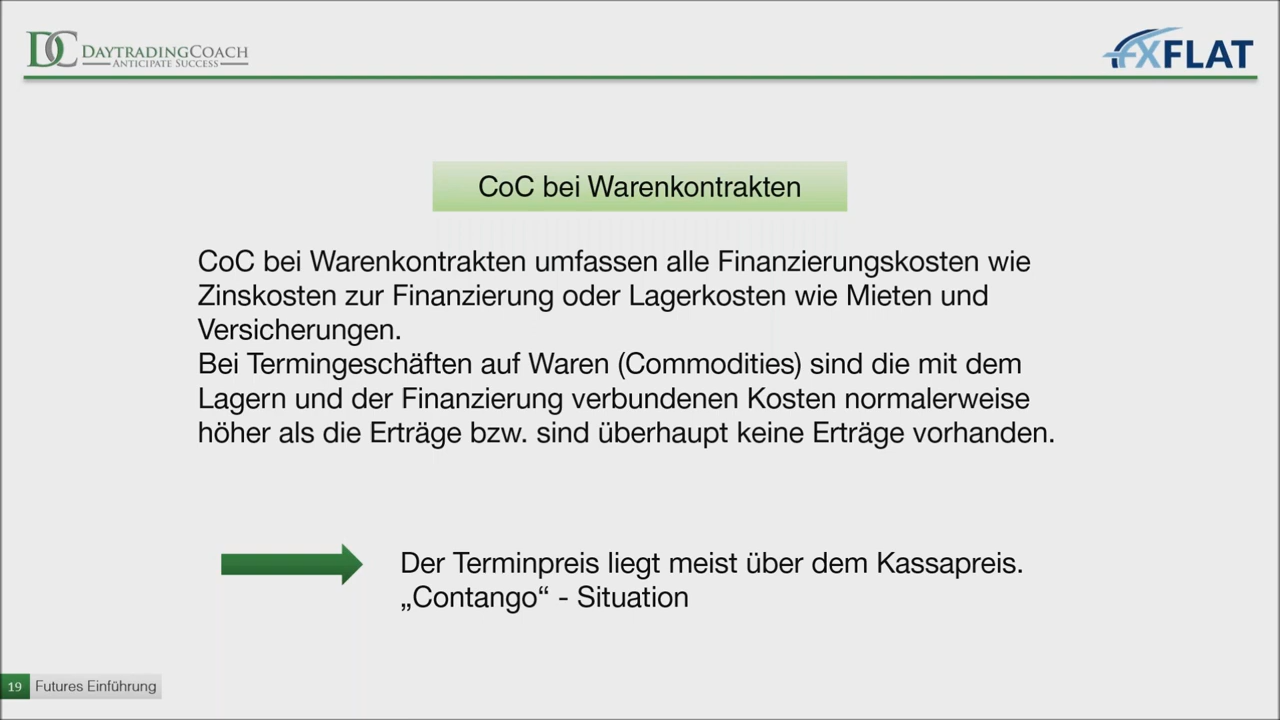 DC DAYTRADINGCOACH
ANTICIPATE SUCCESS
FXFLAT
CoC bei Warenkontrakten
CoC bei Warenkontrakten umfassen alle Finanzierungskosten wie
Zinskosten zur Finanzierung oder Lagerkosten wie Mieten und
Versicherungen.
Bei Termingeschäften auf Waren (Commodities) sind die mit dem
Lagern und der Finanzierung verbundenen Kosten normalerweise
höher als die Erträge bzw. sind überhaupt keine Erträge vorhanden.
Der Terminpreis liegt meist über dem Kassapreis.
„Contango“ - Situation
19 Futures Einführung